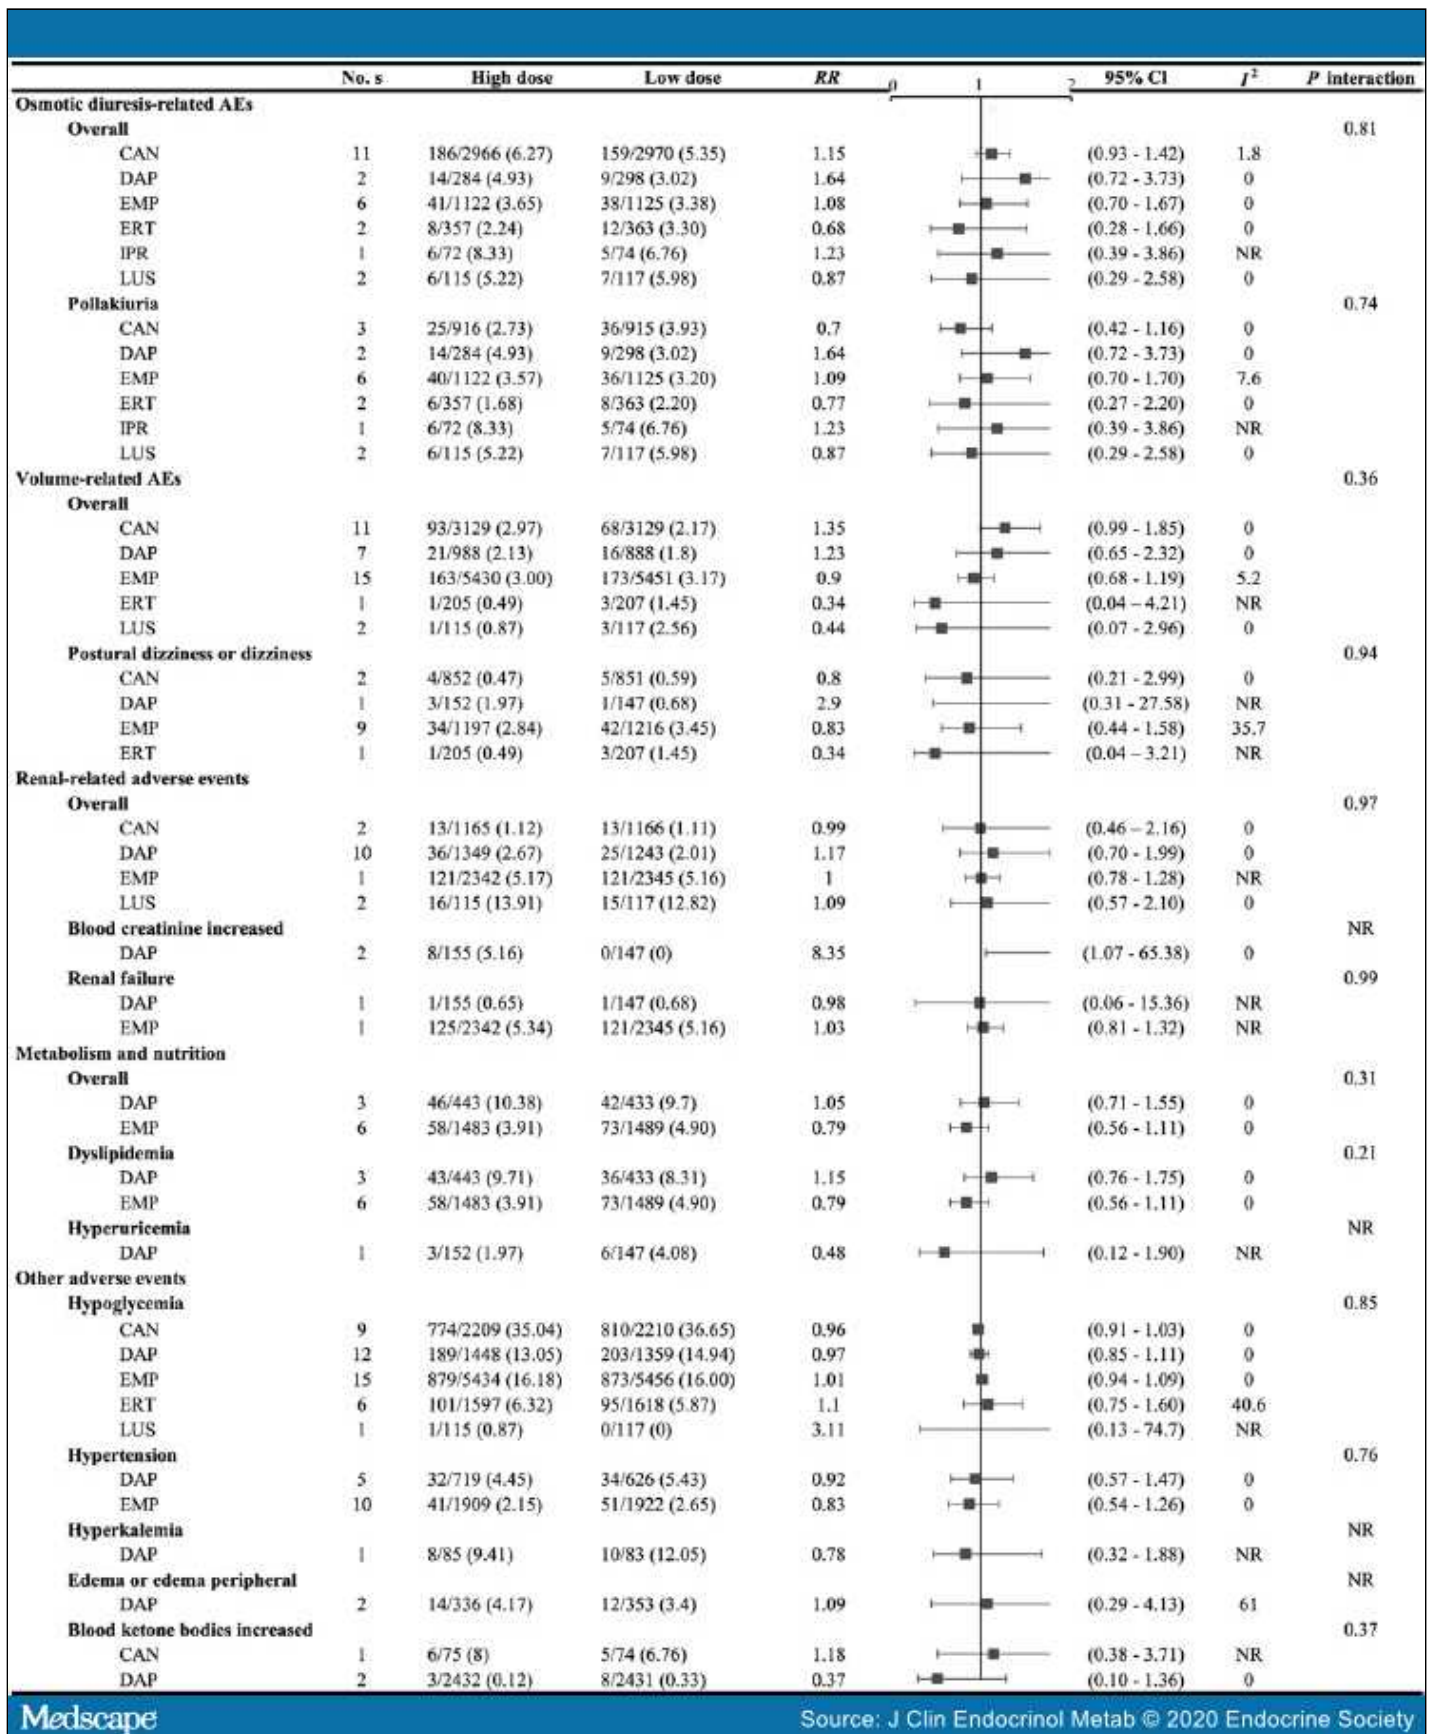 No. s High dose Low dose RR 0 1 2 95% CI I² P interaction
Osmotic diuresis-related AEs
Overall 0.81
CAN 11 186/2966 (6.27) 159/2970 (5.35) 1.15 (0.93 - 1.42) 1.8
DAP 2 14/284 (4.93) 9/298 (3.02) 1.64 (0.72 - 3.73) 0
EMP 6 41/1122 (3.65) 38/1125 (3.38) 1.08 (0.70 - 1.67) 0
ERT 2 8/357 (2.24) 12/363 (3.30) 0.68 (0.28 - 1.66) 0
IPR 1 6/72 (8.33) 5/74 (6.76) 1.23 (0.39 - 3.86) NR
LUS 2 6/115 (5.22) 7/117 (5.98) 0.87 (0.29 - 2.58) 0
Pollakiuria 0.74
CAN 3 25/916 (2.73) 36/915 (3.93) 0.7 (0.42 - 1.16) 0
DAP 2 14/284 (4.93) 9/298 (3.02) 1.64 (0.72 - 3.73) 0
EMP 6 40/1122 (3.57) 36/1125 (3.20) 1.09 (0.70 - 1.70) 7.6
ERT 2 6/357 (1.68) 8/363 (2.20) 0.77 (0.27 - 2.20) 0
IPR 1 6/72 (8.33) 5/74 (6.76) 1.23 (0.39 - 3.86) NR
LUS 2 6/115 (5.22) 7/117 (5.98) 0.87 (0.29 - 2.58) 0
Volume-related AEs 0.36
Overall
CAN 11 93/3129 (2.97) 68/3129 (2.17) 1.35 (0.99 - 1.85) 0
DAP 7 21/988 (2.13) 16/888 (1.8) 1.23 (0.65 - 2.32) 0
EMP 15 163/5430 (3.00) 173/5451 (3.17) 0.9 (0.68 - 1.19) 5.2
ERT 1 1/205 (0.49) 3/207 (1.45) 0.34 (0.04 – 4.21) NR
LUS 2 1/115 (0.87) 3/117 (2.56) 0.44 (0.07 - 2.96) 0
Postural dizziness or dizziness 0.94
CAN 2 4/852 (0.47) 5/851 (0.59) 0.8 (0.21 - 2.99) 0
DAP 1 3/152 (1.97) 1/147 (0.68) 2.9 (0.31 - 27.58) NR
EMP 9 34/1197 (2.84) 42/1216 (3.45) 0.83 (0.44 - 1.58) 35.7
ERT 1 1/205 (0.49) 3/207 (1.45) 0.34 (0.04 – 3.21) NR
Renal-related adverse events
Overall 0.97
CAN 2 13/1165 (1.12) 13/1166 (1.11) 0.99 (0.46 – 2.16) 0
DAP 10 36/1349 (2.67) 25/1243 (2.01) 1.17 (0.70 - 1.99) 0
EMP 1 121/2342 (5.17) 121/2345 (5.16) 1 (0.78 - 1.28) NR
LUS 2 16/115 (13.91) 15/117 (12.82) 1.09 (0.57 - 2.10) 0
Blood creatinine increased NR
DAP 2 8/155 (5.16) 0/147 (0) 8.35 (1.07 - 65.38) 0
Renal failure 0.99
DAP 1 1/155 (0.65) 1/147 (0.68) 0.98 (0.06 - 15.36) NR
EMP 1 125/2342 (5.34) 121/2345 (5.16) 1.03 (0.81 - 1.32) NR
Metabolism and nutrition
Overall 0.31
DAP 3 46/443 (10.38) 42/433 (9.7) 1.05 (0.71 - 1.55) 0
EMP 6 58/1483 (3.91) 73/1489 (4.90) 0.79 (0.56 - 1.11) 0
Dyslipidemia 0.21
DAP 3 43/443 (9.71) 36/433 (8.31) 1.15 (0.76 - 1.75) 0
EMP 6 58/1483 (3.91) 73/1489 (4.90) 0.79 (0.56 - 1.11) 0
Hyperuricemia NR
DAP 1 3/152 (1.97) 6/147 (4.08) 0.48 (0.12 - 1.90) NR
Other adverse events
Hypoglycemia 0.85
CAN 9 774/2209 (35.04) 810/2210 (36.65) 0.96 (0.91 - 1.03) 0
DAP 12 189/1448 (13.05) 203/1359 (14.94) 0.97 (0.85 - 1.11) 0
EMP 15 879/5434 (16.18) 873/5456 (16.00) 1.01 (0.94 - 1.09) 0
ERT 6 101/1597 (6.32) 95/1618 (5.87) 1.1 (0.75 - 1.60) 40.6
LUS 1 1/115 (0.87) 0/117 (0) 3.11 (0.13 - 74.7) NR
Hypertension 0.76
DAP 5 32/719 (4.45) 34/626 (5.43) 0.92 (0.57 - 1.47) 0
EMP 10 41/1909 (2.15) 51/1922 (2.65) 0.83 (0.54 - 1.26) 0
Hyperkalemia NR
DAP 1 8/85 (9.41) 10/83 (12.05) 0.78 (0.32 - 1.88) NR
Edema or edema peripheral NR
DAP 2 14/336 (4.17) 12/353 (3.4) 1.09 (0.29 - 4.13) 61
Blood ketone bodies increased 0.37
CAN 1 6/75 (8) 5/74 (6.76) 1.18 (0.38 - 3.71) NR
DAP 2 3/2432 (0.12) 8/2431 (0.33) 0.37 (0.10 - 1.36) 0
Medscape Source: J Clin Endocrinol Metab © 2020 Endocrine Society